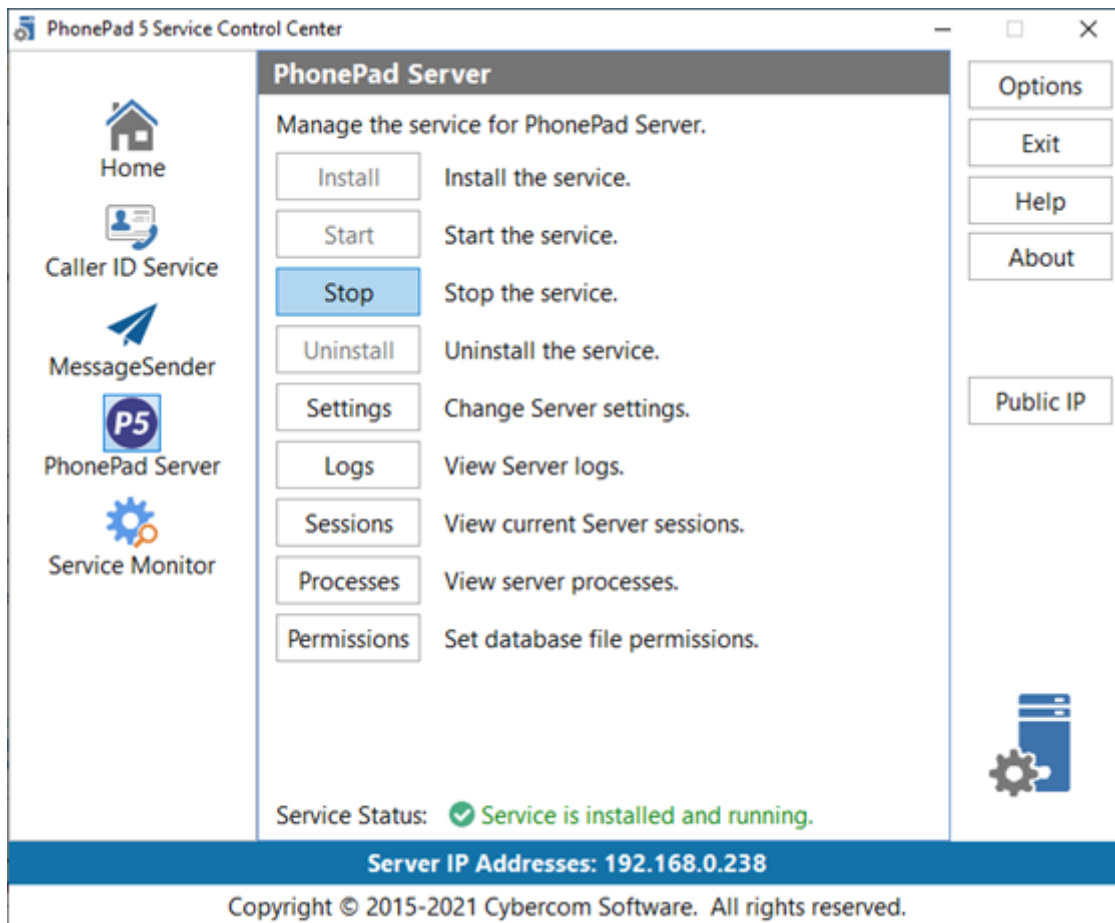 PhonePad 5 Service Control Center
Home
Caller ID Service
MessageSender
P5
PhonePad Server
Service Monitor
PhonePad Server
Manage the service for PhonePad Server.
Install Install the service.
Start Start the service.
Stop Stop the service.
Uninstall Uninstall the service.
Settings Change Server settings.
Logs View Server logs.
Sessions View current Server sessions.
Processes View server processes.
Permissions Set database file permissions.
Service Status: Service is installed and running.
Options
Exit
Help
About
Public IP
Server IP Addresses: 192.168.0.238
Copyright © 2015-2021 Cybercom Software. All rights reserved.